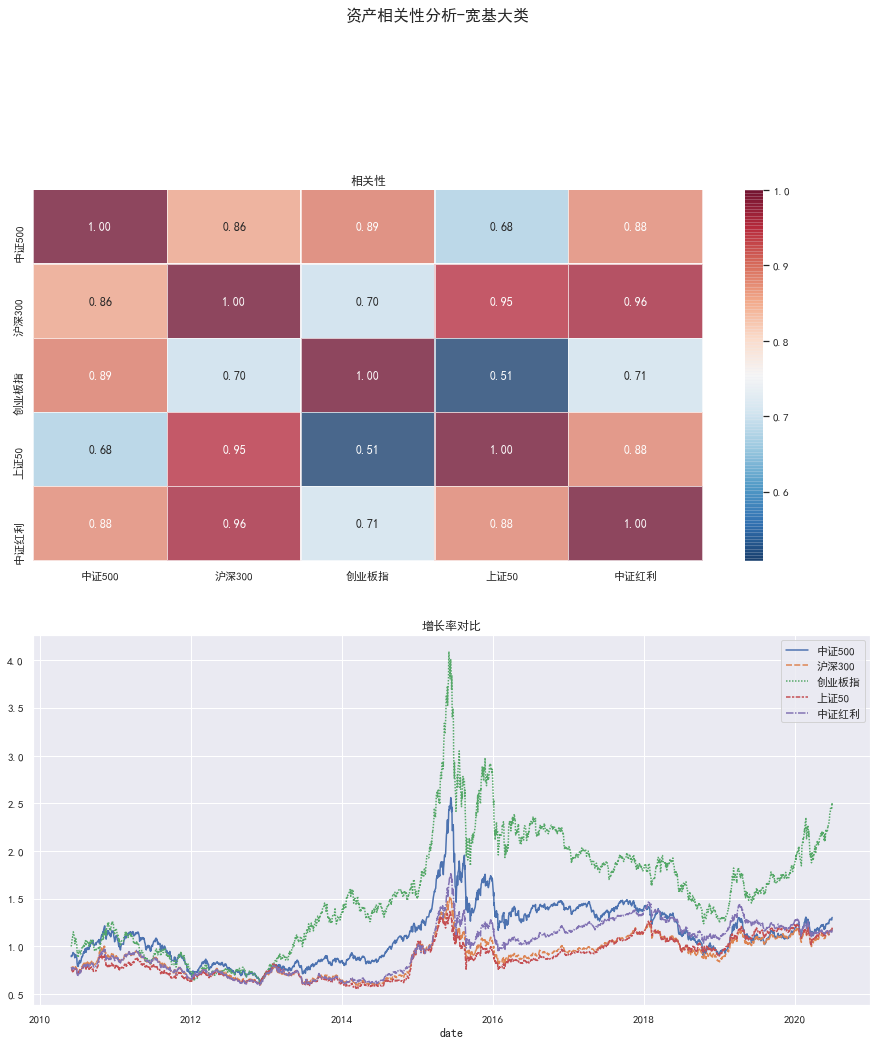 资产相关性分析-宽基大类
相关性
中证500 1.00 0.86 0.89 0.68 0.88
沪深300 0.86 1.00 0.70 0.95 0.96
创业板指 0.89 0.70 1.00 0.51 0.71
上证50 0.68 0.95 0.51 1.00 0.88
中证红利 0.88 0.96 0.71 0.88 1.00
中证500 沪深300 创业板指 上证50 中证红利
1.0
0.9
0.8
0.7
0.6
增长率对比
4.0
3.5
3.0
2.5
2.0
1.5
1.0
0.5
中证500
沪深300
创业板指
上证50
中证红利
2010 2012 2014 2016 2018 2020
date